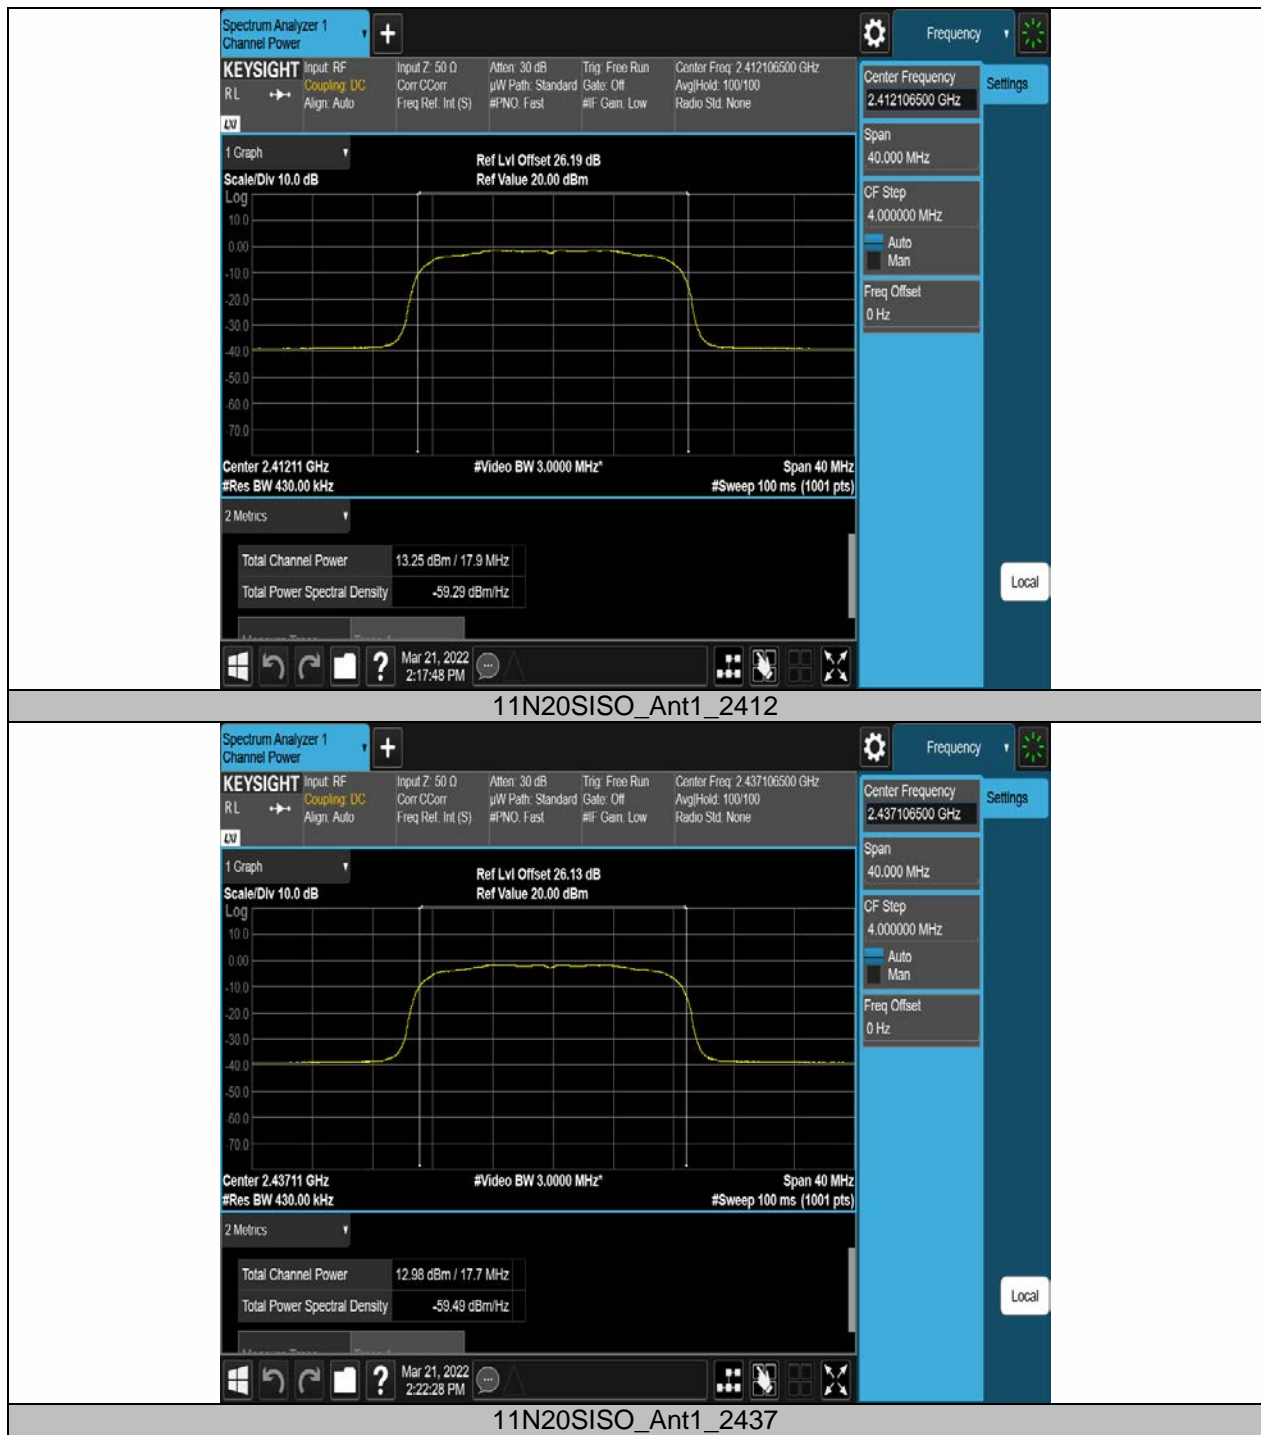 Spectrum Analyzer 1
Channel Power
+
Frequency
KEYSIGHT
RL
LXI
Input: RF
Coupling: DC
Align: Auto
Input Z: 50 Ω
Corr CCorr
Freq Ref: Int (S)
Atten: 30 dB
µW Path: Standard
#PNO: Fast
Trig: Free Run
Gate: Off
#IF Gain: Low
Center Freq: 2.412106500 GHz
Avg|Hold: 100/100
Radio Std: None
Center Frequency
2.412106500 GHz
Settings
Span
40.000 MHz
CF Step
4.000000 MHz
Auto
Man
Freq Offset
0 Hz
Local
1 Graph
Scale/Div 10.0 dB
Ref Lvl Offset 26.19 dB
Ref Value 20.00 dBm
Log
10.0
0.00
-10.0
-20.0
-30.0
-40.0
-50.0
-60.0
-70.0
Center 2.41211 GHz
#Video BW 3.0000 MHz*
Span 40 MHz
#Res BW 430.00 kHz
#Sweep 100 ms (1001 pts)
2 Metrics
Total Channel Power 13.25 dBm / 17.9 MHz
Total Power Spectral Density -59.29 dBm/Hz
?
Mar 21, 2022
2:17:48 PM
11N20SISO_Ant1_2412
Spectrum Analyzer 1
Channel Power
+
Frequency
KEYSIGHT
RL
LXI
Input: RF
Coupling: DC
Align: Auto
Input Z: 50 Ω
Corr CCorr
Freq Ref: Int (S)
Atten: 30 dB
µW Path: Standard
#PNO: Fast
Trig: Free Run
Gate: Off
#IF Gain: Low
Center Freq: 2.437106500 GHz
Avg|Hold: 100/100
Radio Std: None
Center Frequency
2.437106500 GHz
Settings
Span
40.000 MHz
CF Step
4.000000 MHz
Auto
Man
Freq Offset
0 Hz
Local
1 Graph
Scale/Div 10.0 dB
Ref Lvl Offset 26.13 dB
Ref Value 20.00 dBm
Log
10.0
0.00
-10.0
-20.0
-30.0
-40.0
-50.0
-60.0
-70.0
Center 2.43711 GHz
#Video BW 3.0000 MHz*
Span 40 MHz
#Res BW 430.00 kHz
#Sweep 100 ms (1001 pts)
2 Metrics
Total Channel Power 12.98 dBm / 17.7 MHz
Total Power Spectral Density -59.49 dBm/Hz
?
Mar 21, 2022
2:22:28 PM
11N20SISO_Ant1_2437